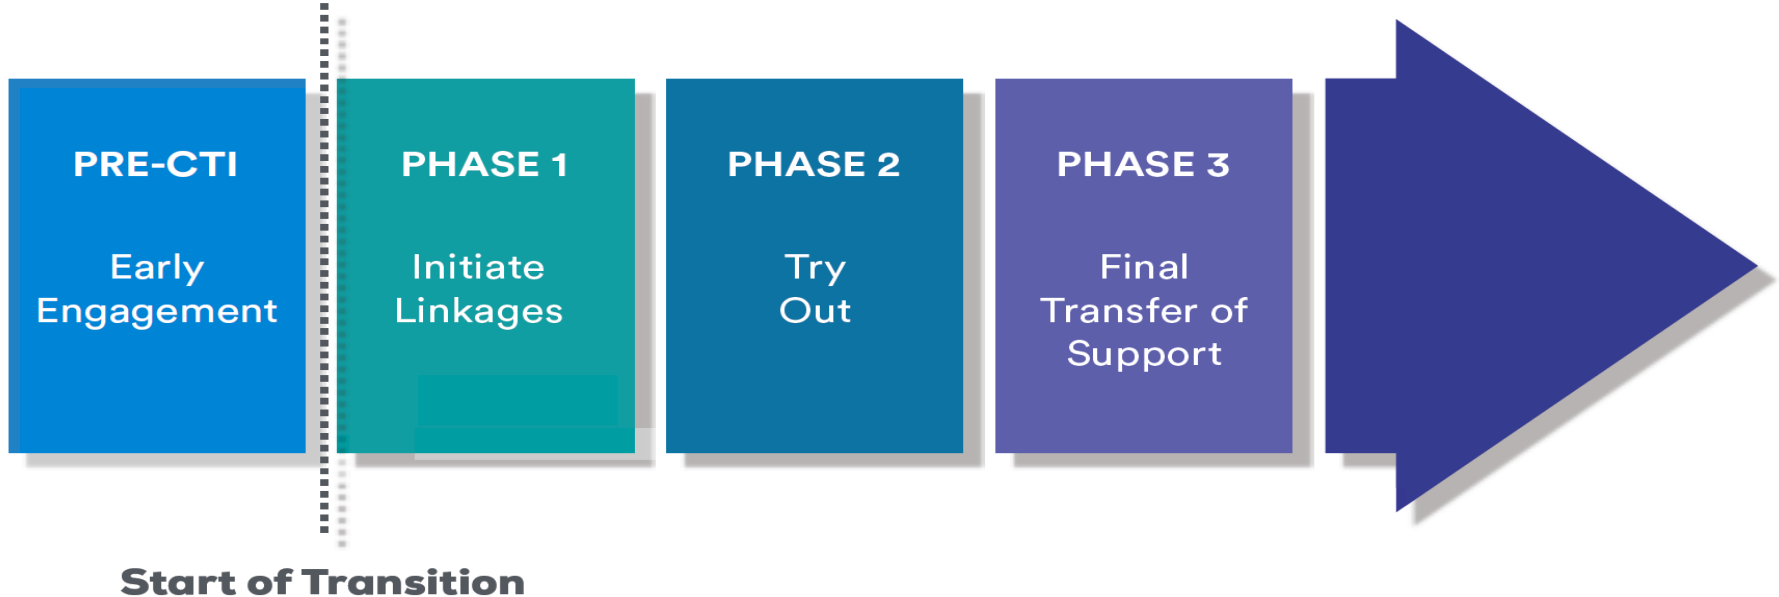 PRE-CTI
Early
Engagement
PHASE 1
Initiate
Linkages
PHASE 2
Try
Out
PHASE 3
Final
Transfer of
Support
Start of Transition